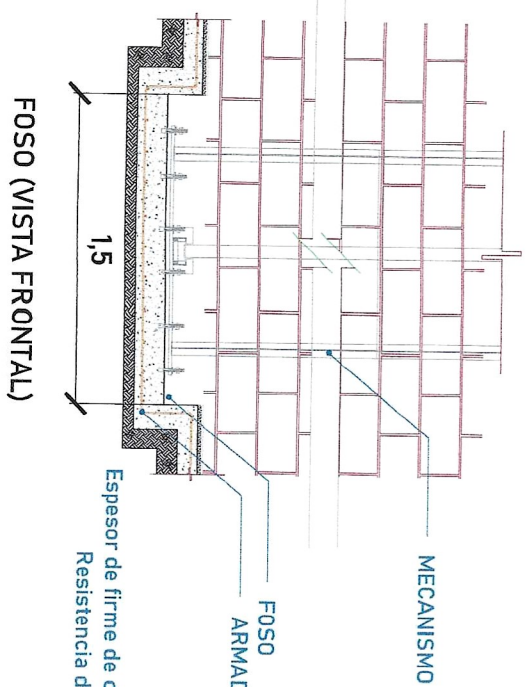 MECANISMO
FOSO
ARMAD
Espesor de firme de c
Resistencia d
1,5
FOSO (VISTA FRONTAL)